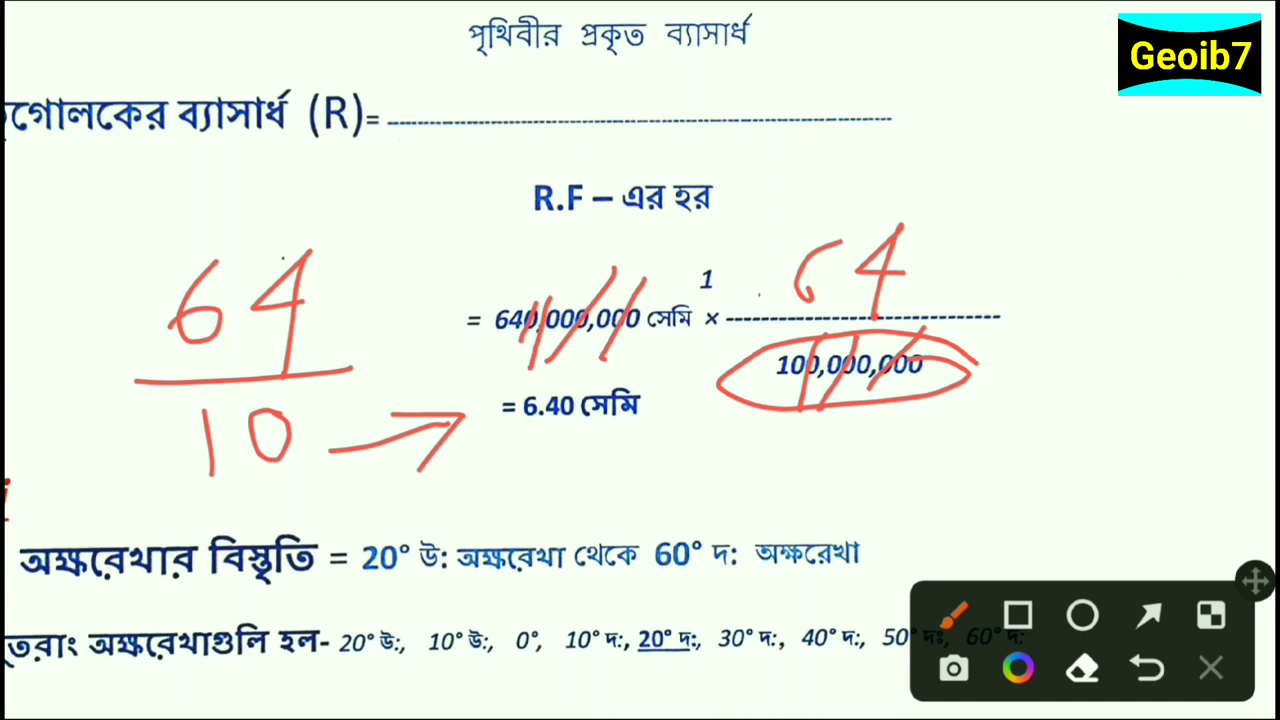 পৃথিবীর প্রকৃত ব্যাসার্ধ
Geoib7
গোলকের ব্যাসার্ধ (R)= --------------------
R.F – এর হর
64
10
1
64
= 640,000,000 সেমি × --------------------
100,000,000
= 6.40 সেমি
অক্ষরেখার বিস্তৃতি = 20° উ: অক্ষরেখা থেকে 60° দ: অক্ষরেখা
তরাং অক্ষরেখাগুলি হল- 20° উ:, 10° উ:, 0°, 10° দ:, 20° দ:, 30° দ:, 40° দ:, 50° দঃ, 60° দ: